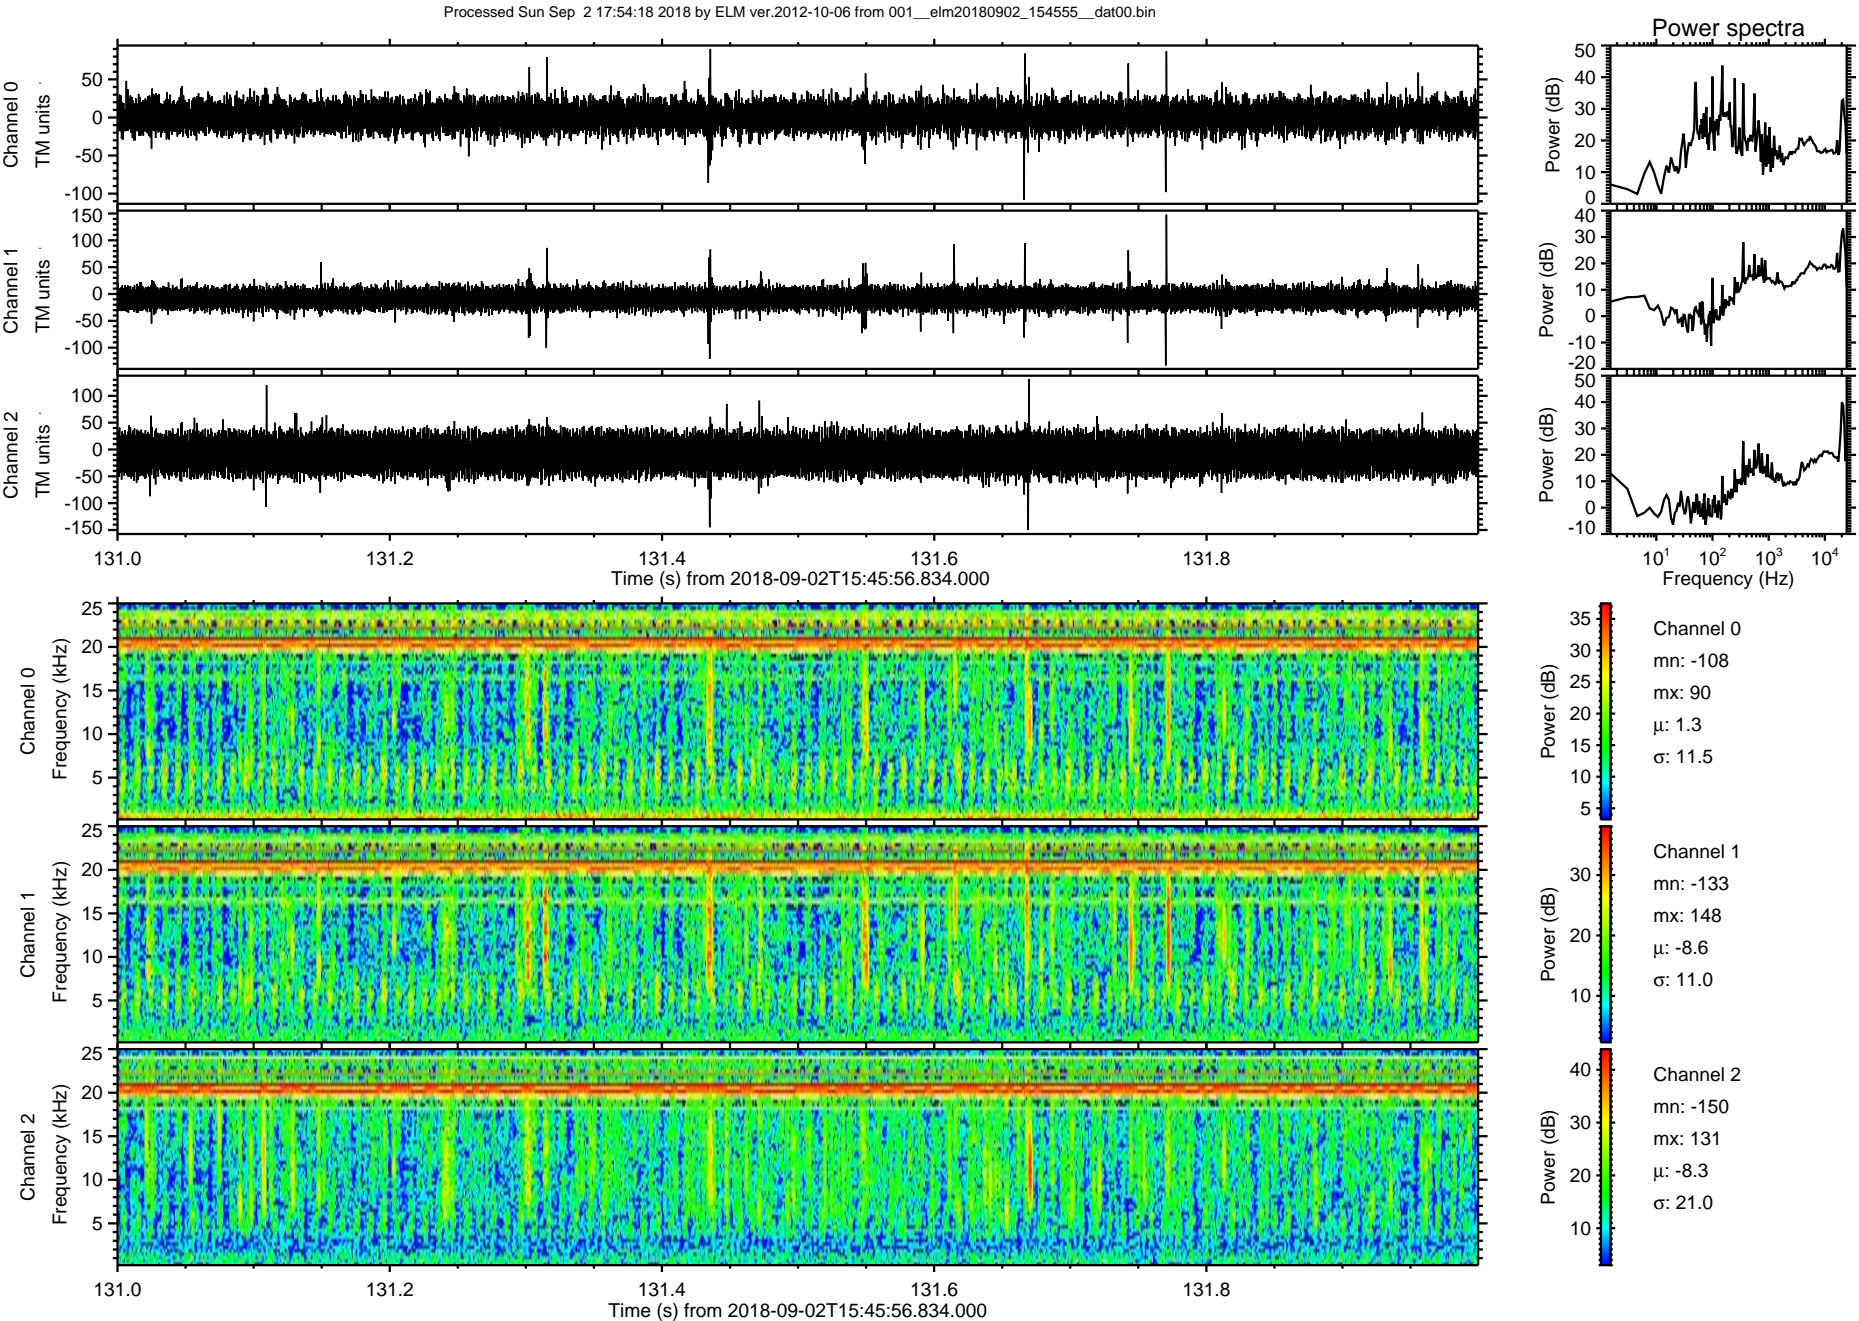 Processed Sun Sep 2 17:54:18 2018 by ELM ver.2012-10-06 from 001__elm20180902_154555__dat00.bin
Power spectra
Channel 0
TM units
50
0
-50
-100
Power (dB)
50
40
30
20
10
0
Channel 1
TM units
150
100
50
0
-50
-100
Power (dB)
40
30
20
10
0
-10
-20
Channel 2
TM units
100
50
0
-50
-100
-150
Power (dB)
50
40
30
20
10
0
-10
131.0 131.2 131.4 131.6 131.8
Time (s) from 2018-09-02T15:45:56.834.000
10^1 10^2 10^3 10^4
Frequency (Hz)
Channel 0
Frequency (kHz)
25
20
15
10
5
Power (dB)
35
30
25
20
15
10
5
Channel 0
mn: -108
mx: 90
μ: 1.3
σ: 11.5
Channel 1
Frequency (kHz)
25
20
15
10
5
Power (dB)
30
20
10
Channel 1
mn: -133
mx: 148
μ: -8.6
σ: 11.0
Channel 2
Frequency (kHz)
25
20
15
10
5
Power (dB)
40
30
20
10
Channel 2
mn: -150
mx: 131
μ: -8.3
σ: 21.0
131.0 131.2 131.4 131.6 131.8
Time (s) from 2018-09-02T15:45:56.834.000